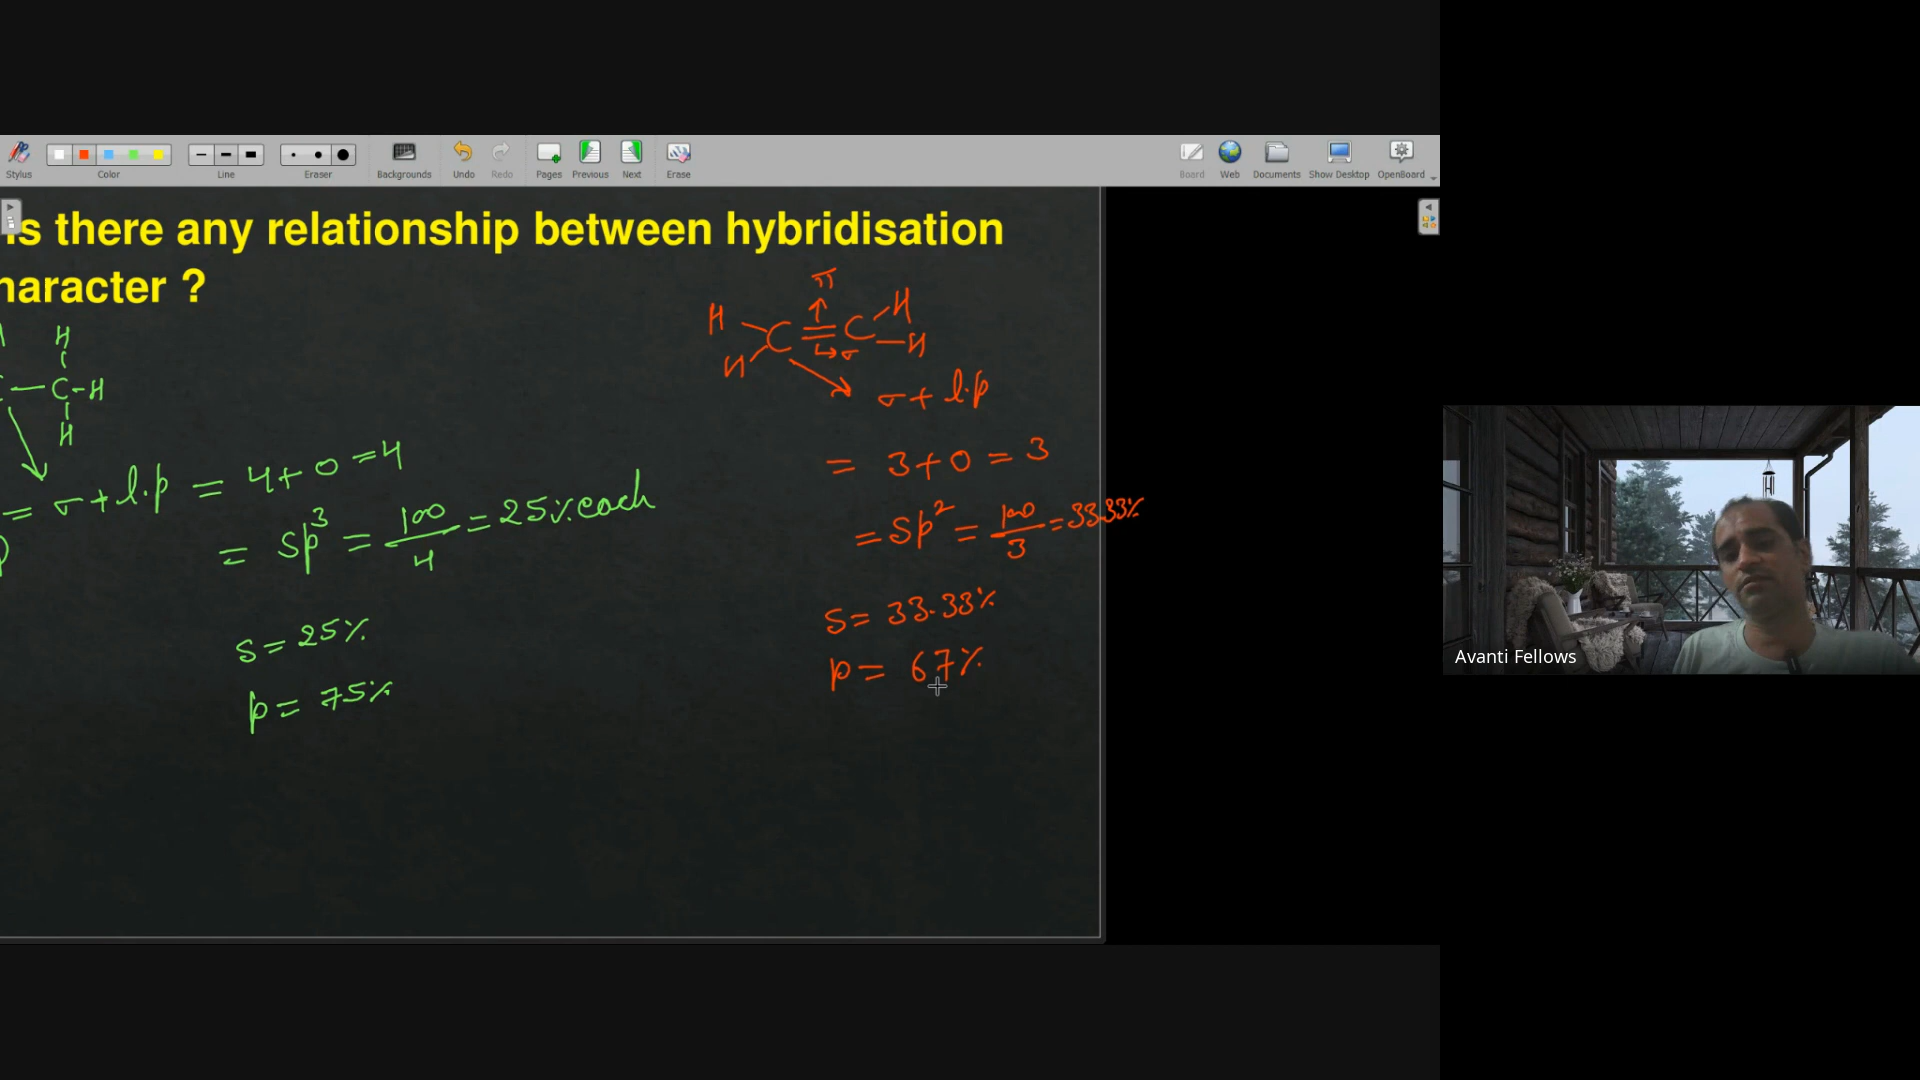 Stylus Color Line Eraser Backgrounds Undo Redo Pages Previous Next Erase Board Web Documents Show Desktop OpenBoard
is there any relationship between hybridisation
haracter ?
H
C - C - H
H
= σ + l.p = 4 + 0 = 4
= sp³ = 100/4 = 25% each
s = 25%
p = 75%
π
H H
C = C
H σ H
σ + l.p
= 3 + 0 = 3
= sp² = 100/3 = 33.33%
s = 33.33%
p = 67%
Avanti Fellows